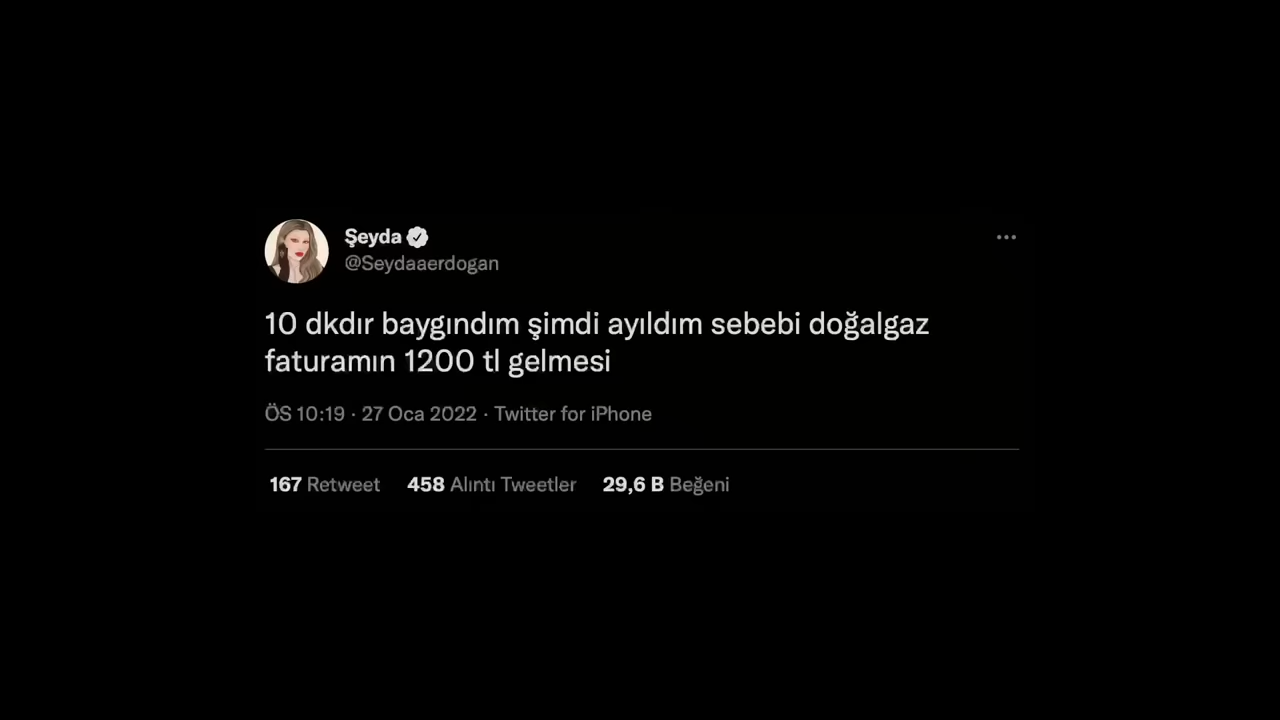 Şeyda
@Seydaaerdogan
10 dkdır baygındım şimdi ayıldım sebebi doğalgaz
faturamın 1200 tl gelmesi
ÖS 10:19 · 27 Oca 2022 · Twitter for iPhone
167 Retweet 458 Alıntı Tweetler 29,6 B Beğeni